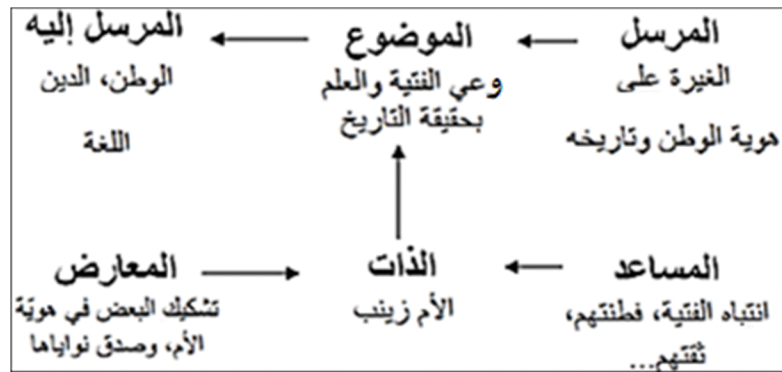 المرسل
الغيرة على
هوية الوطن وتاريخه
الموضوع
وعي الفتية والعلم
بحقيقة التاريخ
المرسل إليه
الوطن، الدين
اللغة
المساعد
انتباه الفتية، فطنتهم،
ثقتهم...
الذات
الأم زينب
المعارض
تشكيك البعض في هويّة
الأم، وصدق نواياها